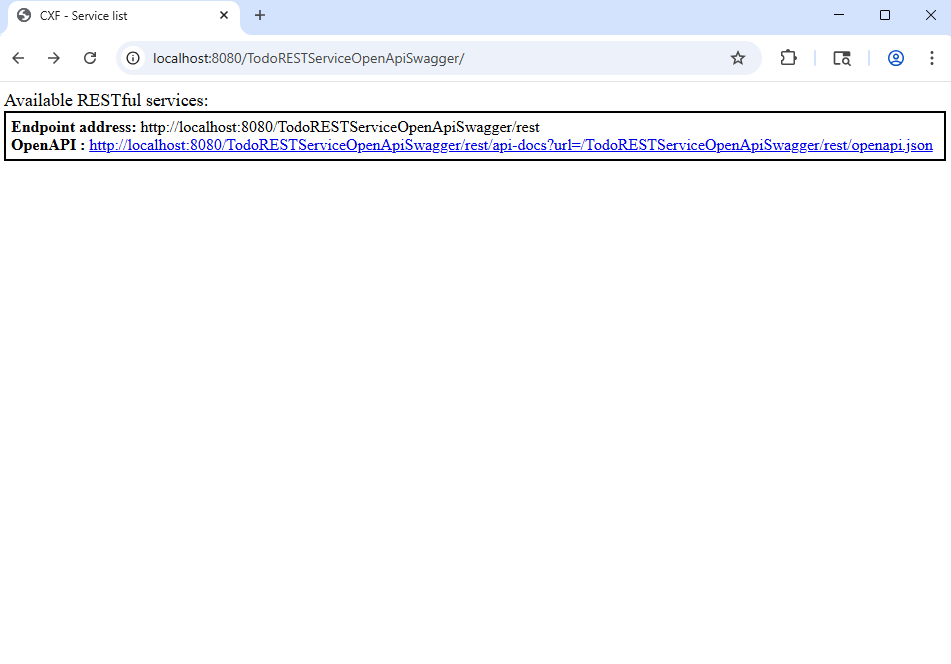 CXF - Service list
localhost:8080/TodoRESTServiceOpenApiSwagger/
Available RESTful services:
Endpoint address: http://localhost:8080/TodoRESTServiceOpenApiSwagger/rest
OpenAPI : http://localhost:8080/TodoRESTServiceOpenApiSwagger/rest/api-docs?url=/TodoRESTServiceOpenApiSwagger/rest/openapi.json